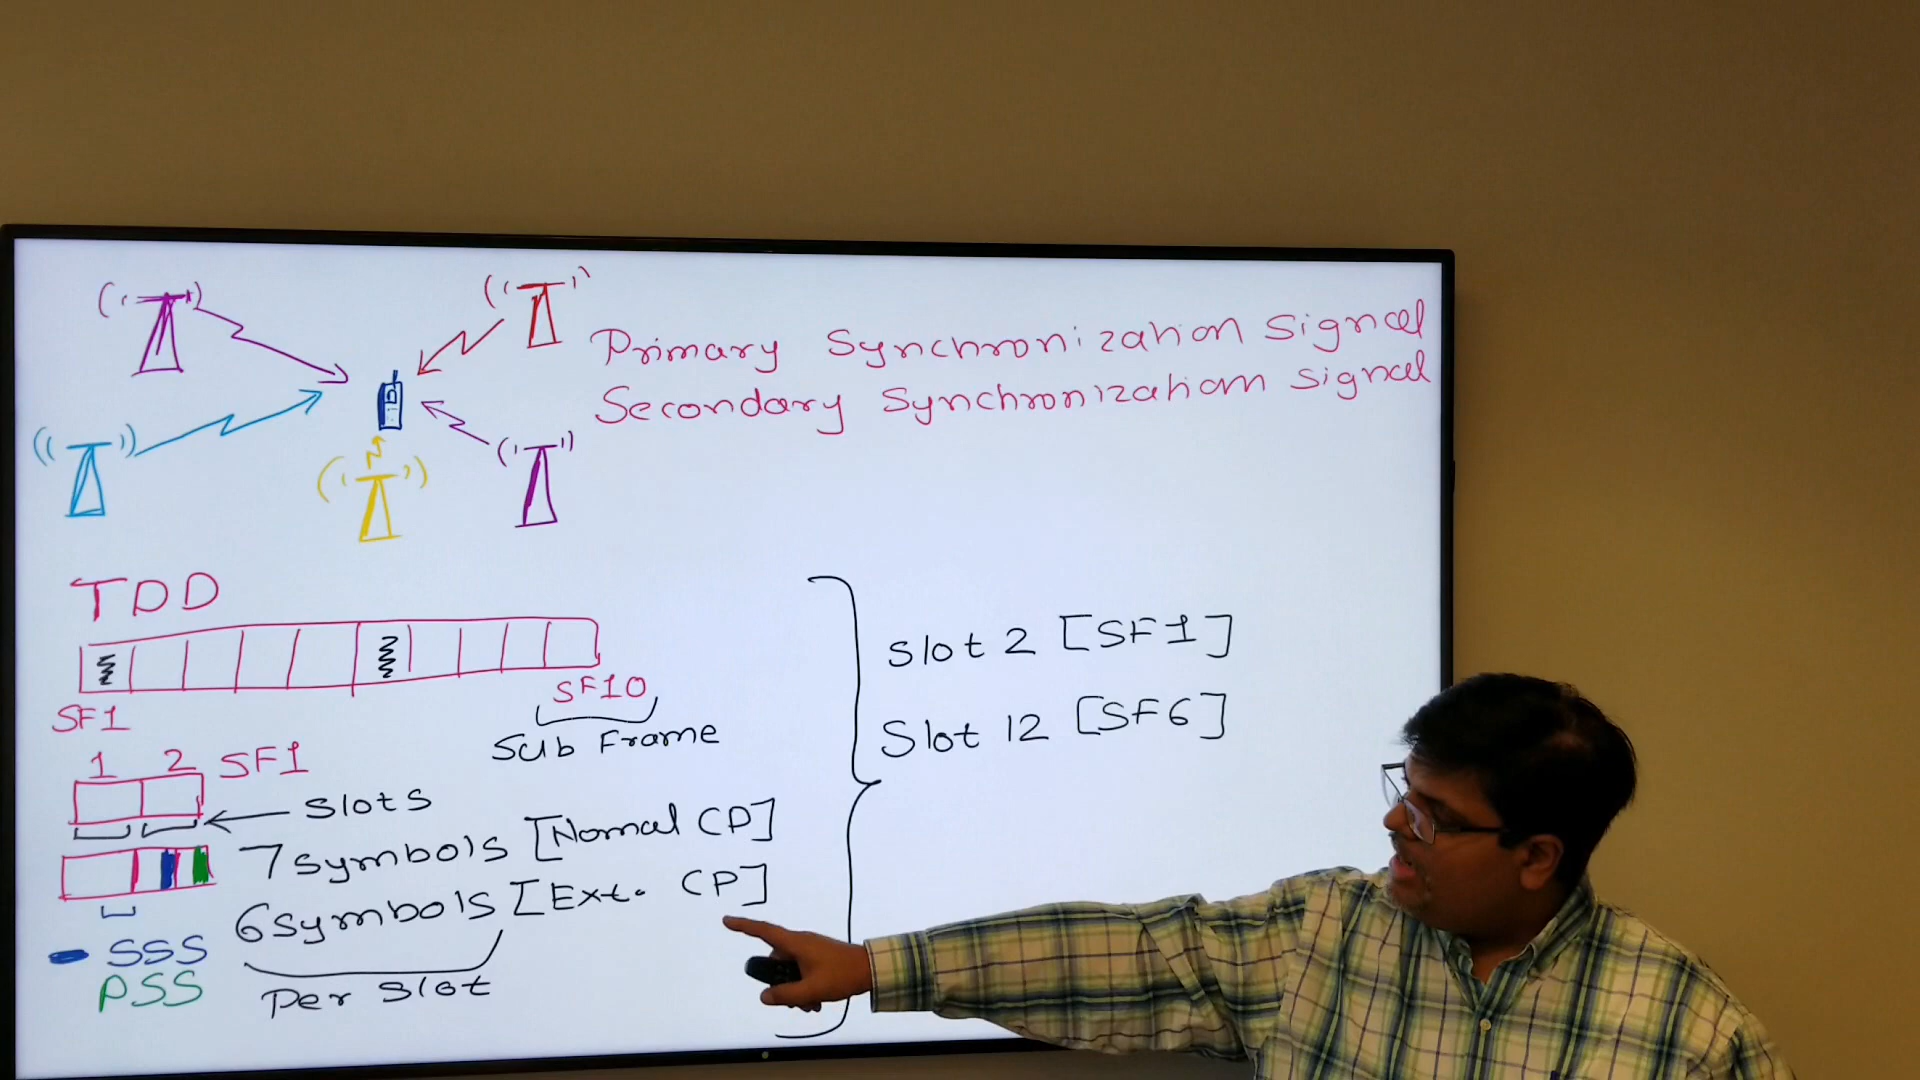 Primary Synchronization Signal
Secondary Synchronization Signal
TDD
SF1
SF10
Sub Frame
1 2 SF1
Slots
7 symbols [Normal CP]
6 symbols [Ext. CP]
Per Slot
SSS
PSS
Slot 2 [SF1]
Slot 12 [SF6]